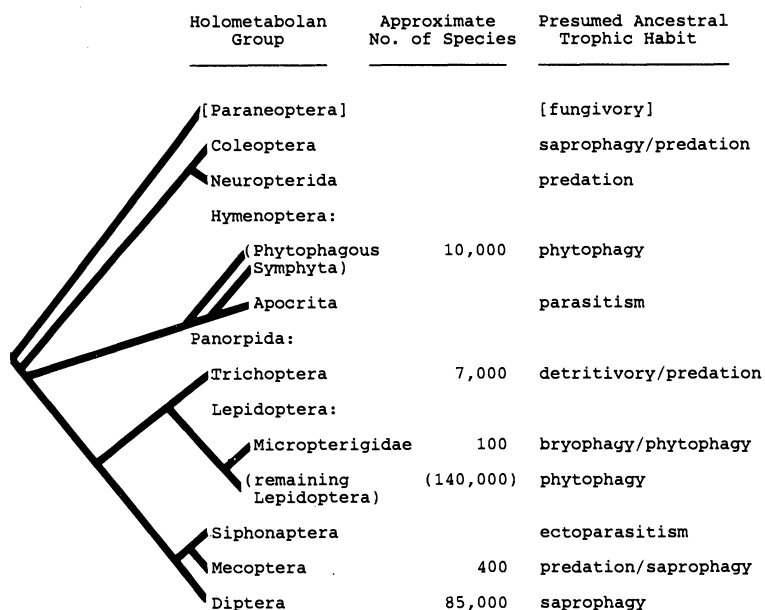 Holometabolan Group
Approximate No. of Species
Presumed Ancestral Trophic Habit
[Paraneoptera] [fungivory]
Coleoptera saprophagy/predation
Neuropterida predation
Hymenoptera:
(Phytophagous 10,000 phytophagy
Symphyta)
Apocrita parasitism
Panorpida:
Trichoptera 7,000 detritivory/predation
Lepidoptera:
Micropterigidae 100 bryophagy/phytophagy
(remaining (140,000) phytophagy
Lepidoptera)
Siphonaptera ectoparasitism
Mecoptera 400 predation/saprophagy
Diptera 85,000 saprophagy